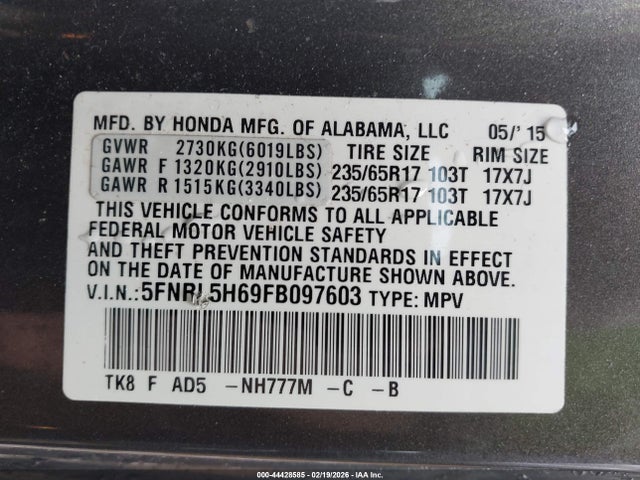 MFD. BY HONDA MFG. OF ALABAMA, LLC 05/'15
GVWR 2730KG(6019LBS) TIRE SIZE RIM SIZE
GAWR F 1320KG(2910LBS) 235/65R17 103T 17X7J
GAWR R 1515KG(3340LBS) 235/65R17 103T 17X7J
THIS VEHICLE CONFORMS TO ALL APPLICABLE
FEDERAL MOTOR VEHICLE SAFETY
AND THEFT PREVENTION STANDARDS IN EFFECT
ON THE DATE OF MANUFACTURE SHOWN ABOVE.
V.I.N.: 5FNRL5H69FB097603 TYPE: MPV
TK8 F AD5 -NH777M -C -B
000-44428585 - 02/19/2026 - IAA Inc.